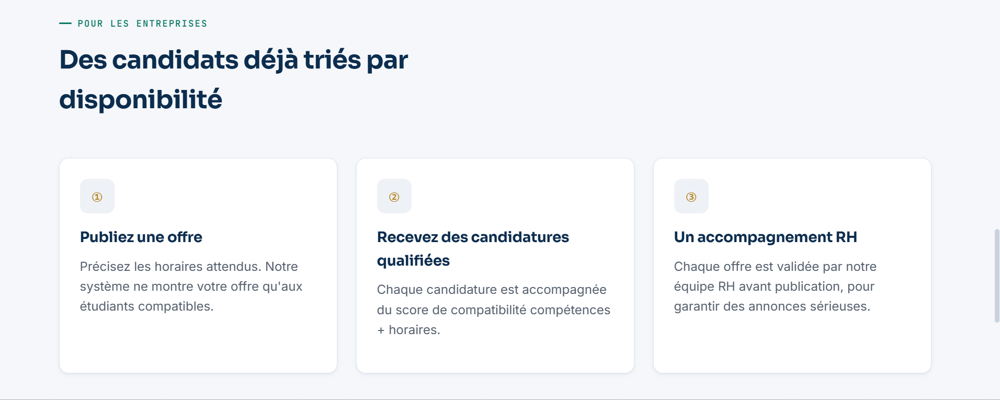 POUR LES ENTREPRISES
Des candidats déjà triés par
disponibilité
①
Publiez une offre
Précisez les horaires attendus. Notre
système ne montre votre offre qu'aux
étudiants compatibles.
②
Recevez des candidatures
qualifiées
Chaque candidature est accompagnée
du score de compatibilité compétences
+ horaires.
③
Un accompagnement RH
Chaque offre est validée par notre
équipe RH avant publication, pour
garantir des annonces sérieuses.